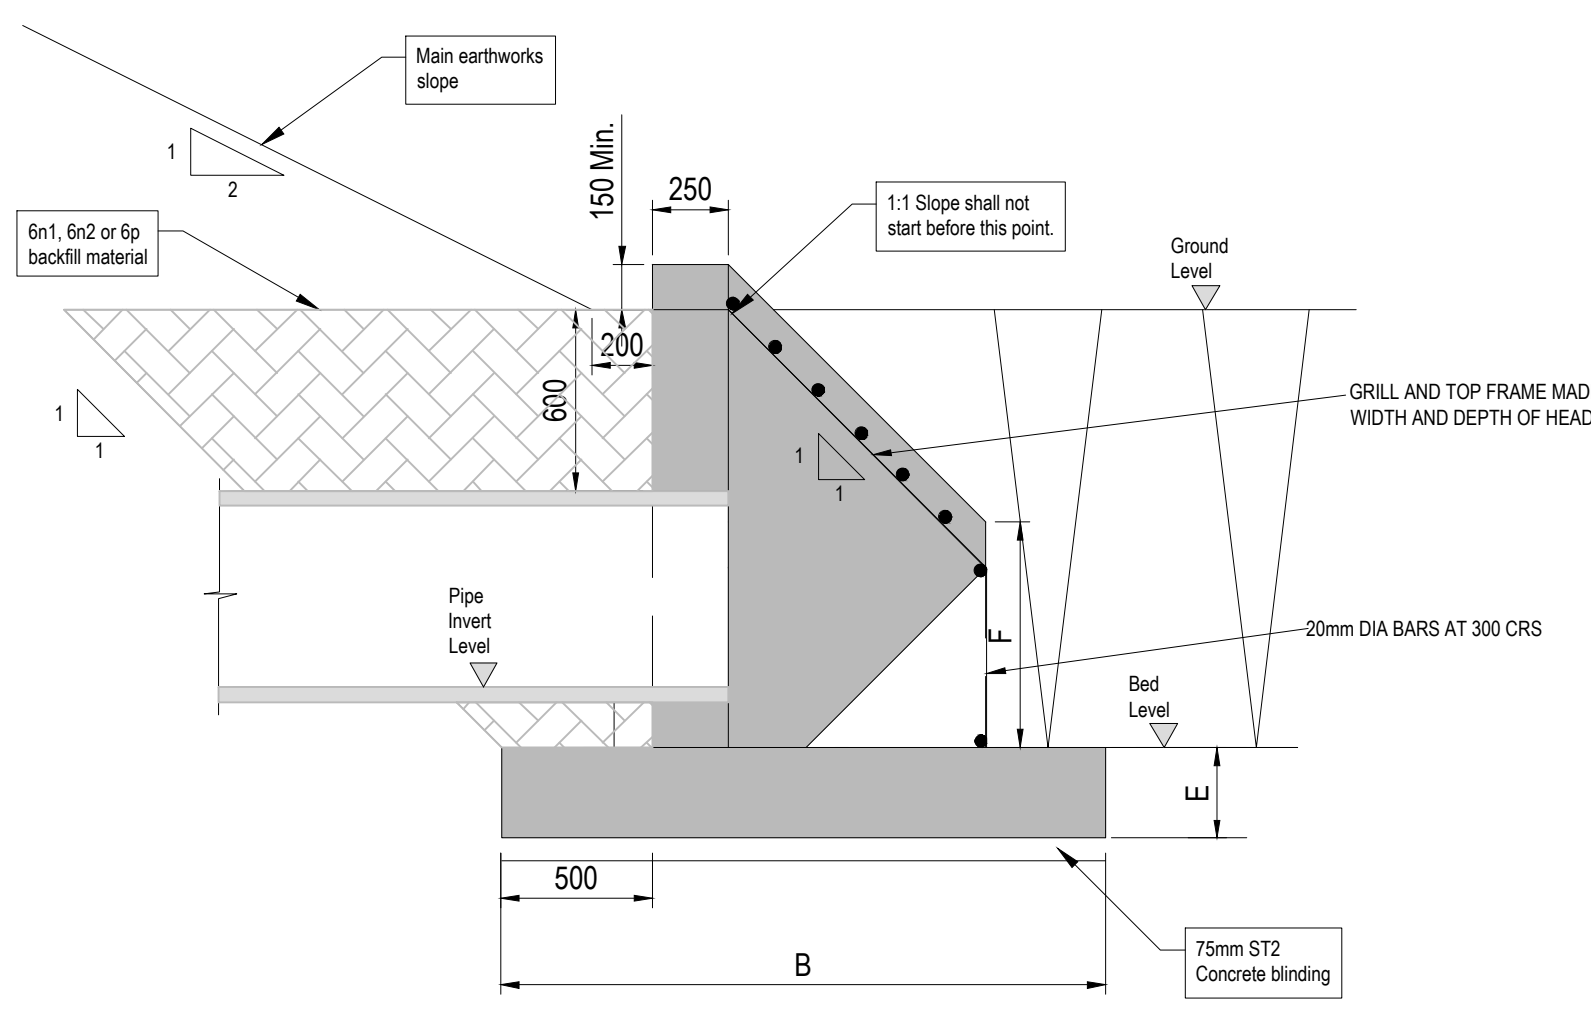 Main earthworks
slope
1
2
150 Min.
250
1:1 Slope shall not
start before this point.
6n1, 6n2 or 6p
backfill material
Ground
Level
200
600
1
1
GRILL AND TOP FRAME MAD
WIDTH AND DEPTH OF HEAD
1
1
Pipe
Invert
Level
F
20mm DIA BARS AT 300 CRS
Bed
Level
E
500
B
75mm ST2
Concrete blinding